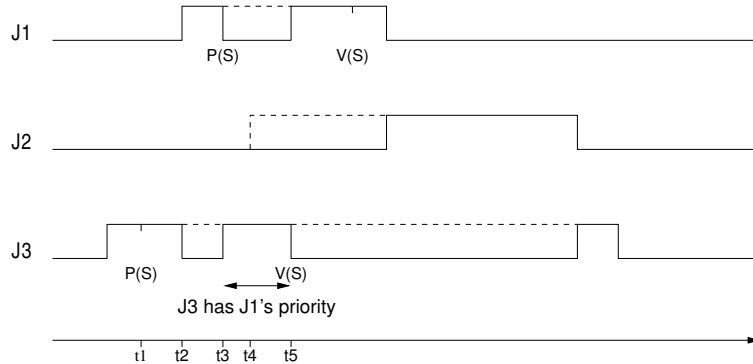 J1
P(S) V(S)
J2
J3
P(S) V(S)
J3 has J1's priority
t1 t2 t3 t4 t5